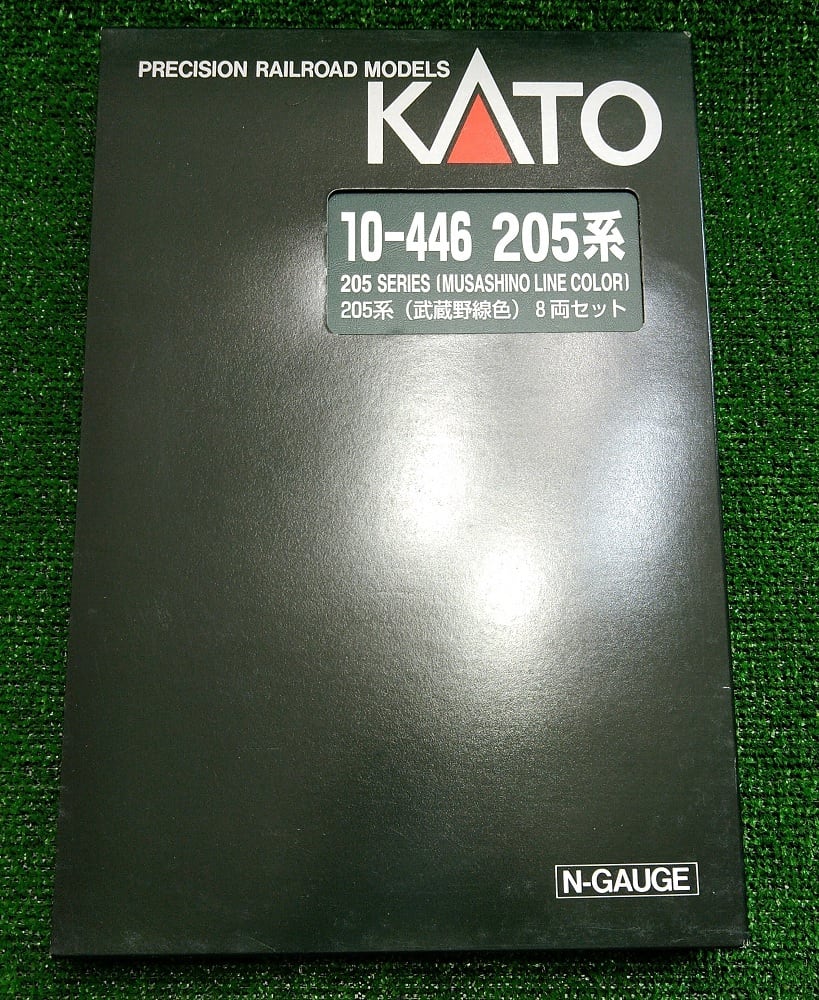 PRECISION RAILROAD MODELS
KATO
10-446 205系
205 SERIES (MUSASHINO LINE COLOR)
205系（武蔵野線色） 8両セット
N-GAUGE